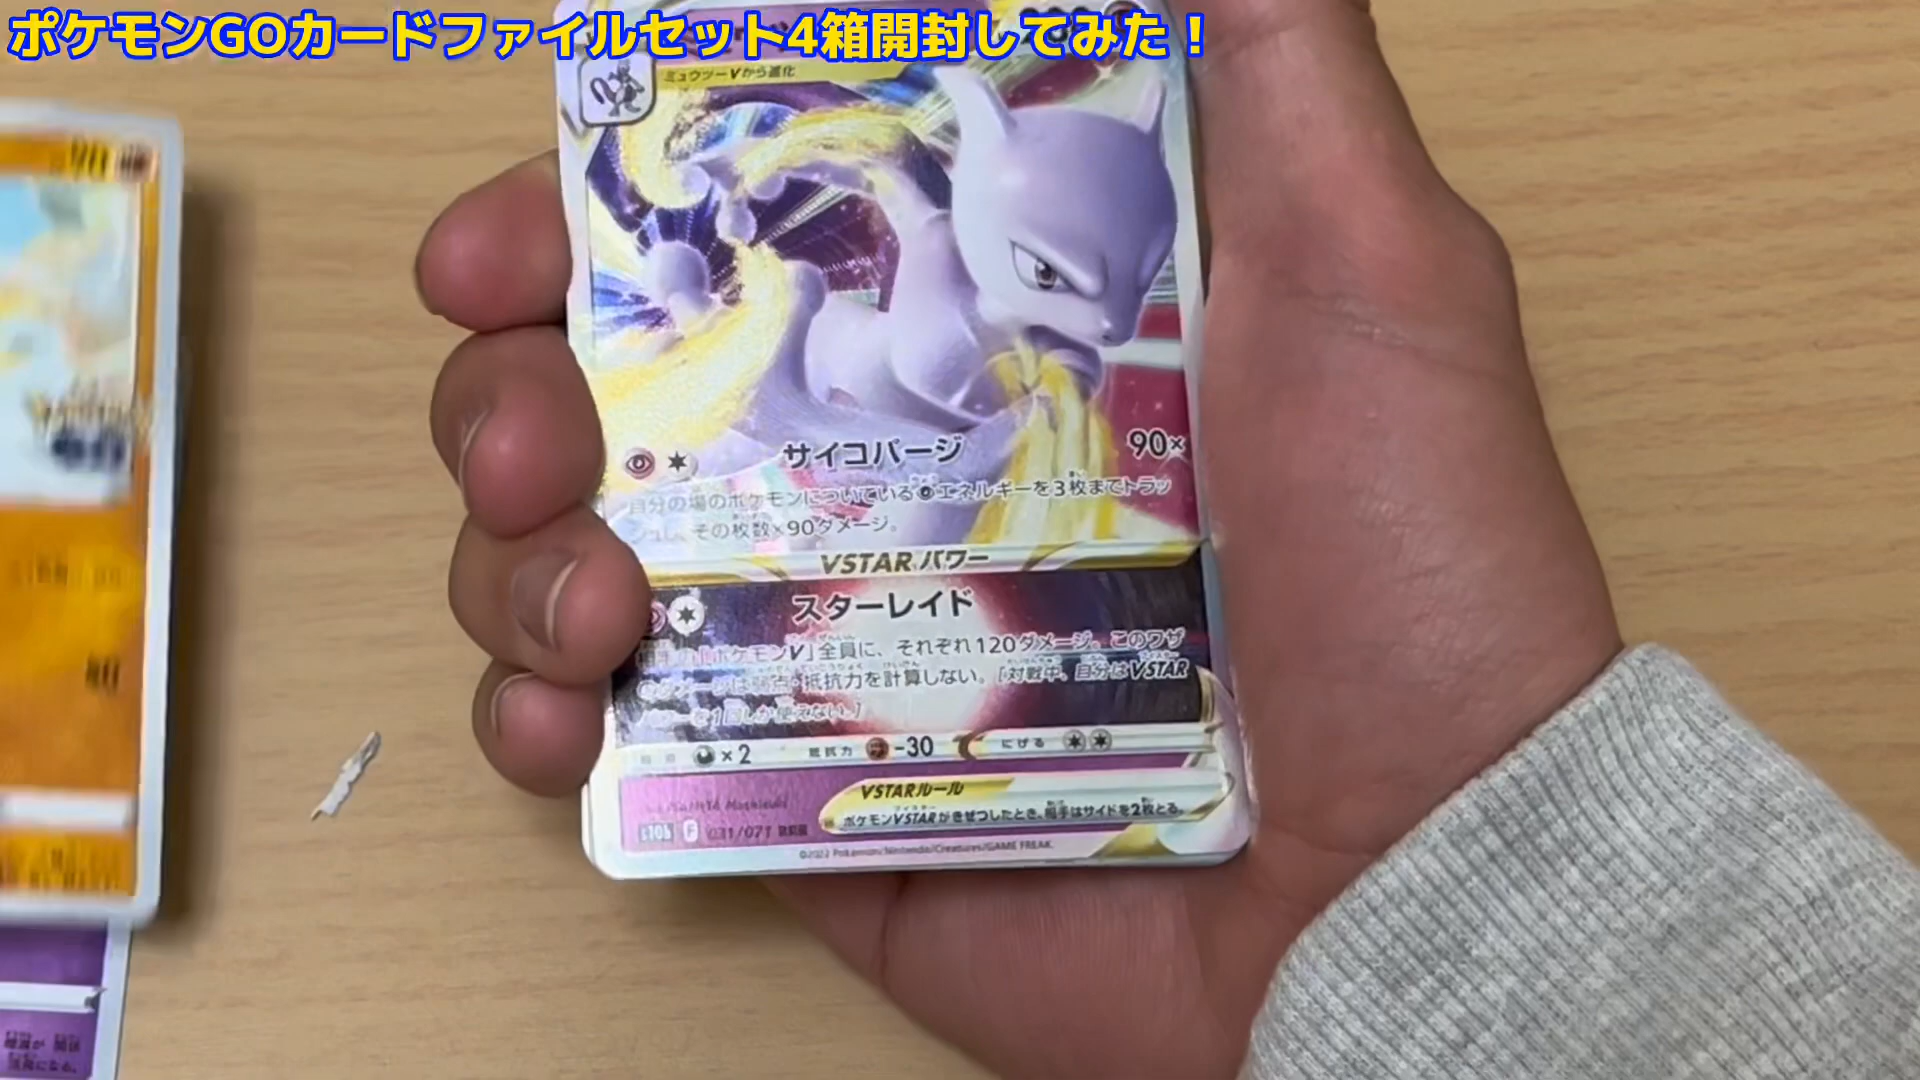 ポケモンGOカードファイルセット4箱開封してみた！
ミュウツーVから進化
サイコパージ 90×
自分の場のポケモンについているエネルギーを3枚までトラッ
シュし、その枚数×90ダメージ。
VSTARパワー
スターレイド
相手の「ポケモンV」全員に、それぞれ120ダメージ。このワザ
のダメージは弱点・抵抗力を計算しない。［対戦中、自分はVSTAR
パワーを1回しか使えない。］
×2 抵抗力 -30 にげる
VSTARルール
ポケモンVSTARがきぜつしたとき、相手はサイドを2枚とる。
s10b F 031/071 RRR
©2022 Pokémon/Nintendo/Creatures/GAME FREAK.